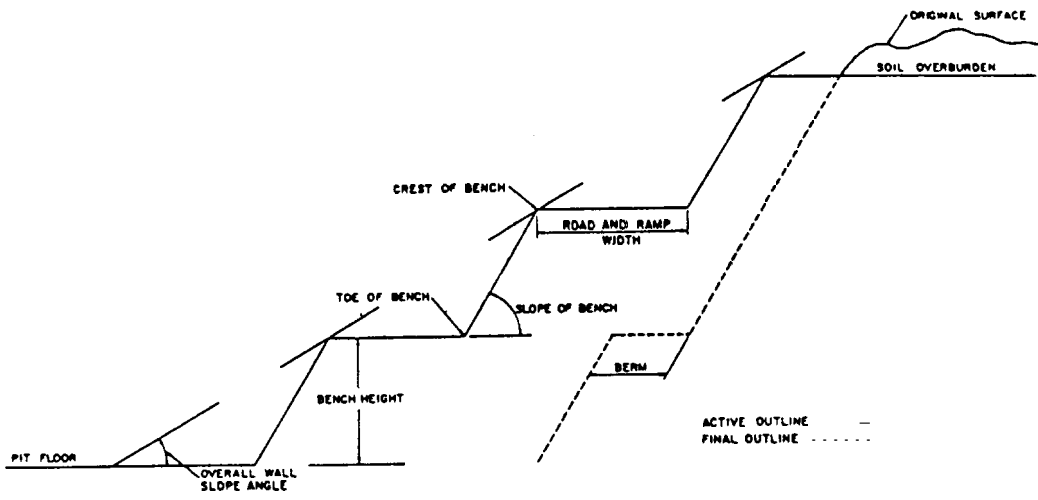 ORIGINAL SURFACE
SOIL OVERBURDEN
CREST OF BENCH
ROAD AND RAMP
WIDTH
TOE OF BENCH
SLOPE OF BENCH
BERM
BENCH HEIGHT
ACTIVE OUTLINE —
FINAL OUTLINE - - - - - -
PIT FLOOR
OVERALL WALL
SLOPE ANGLE